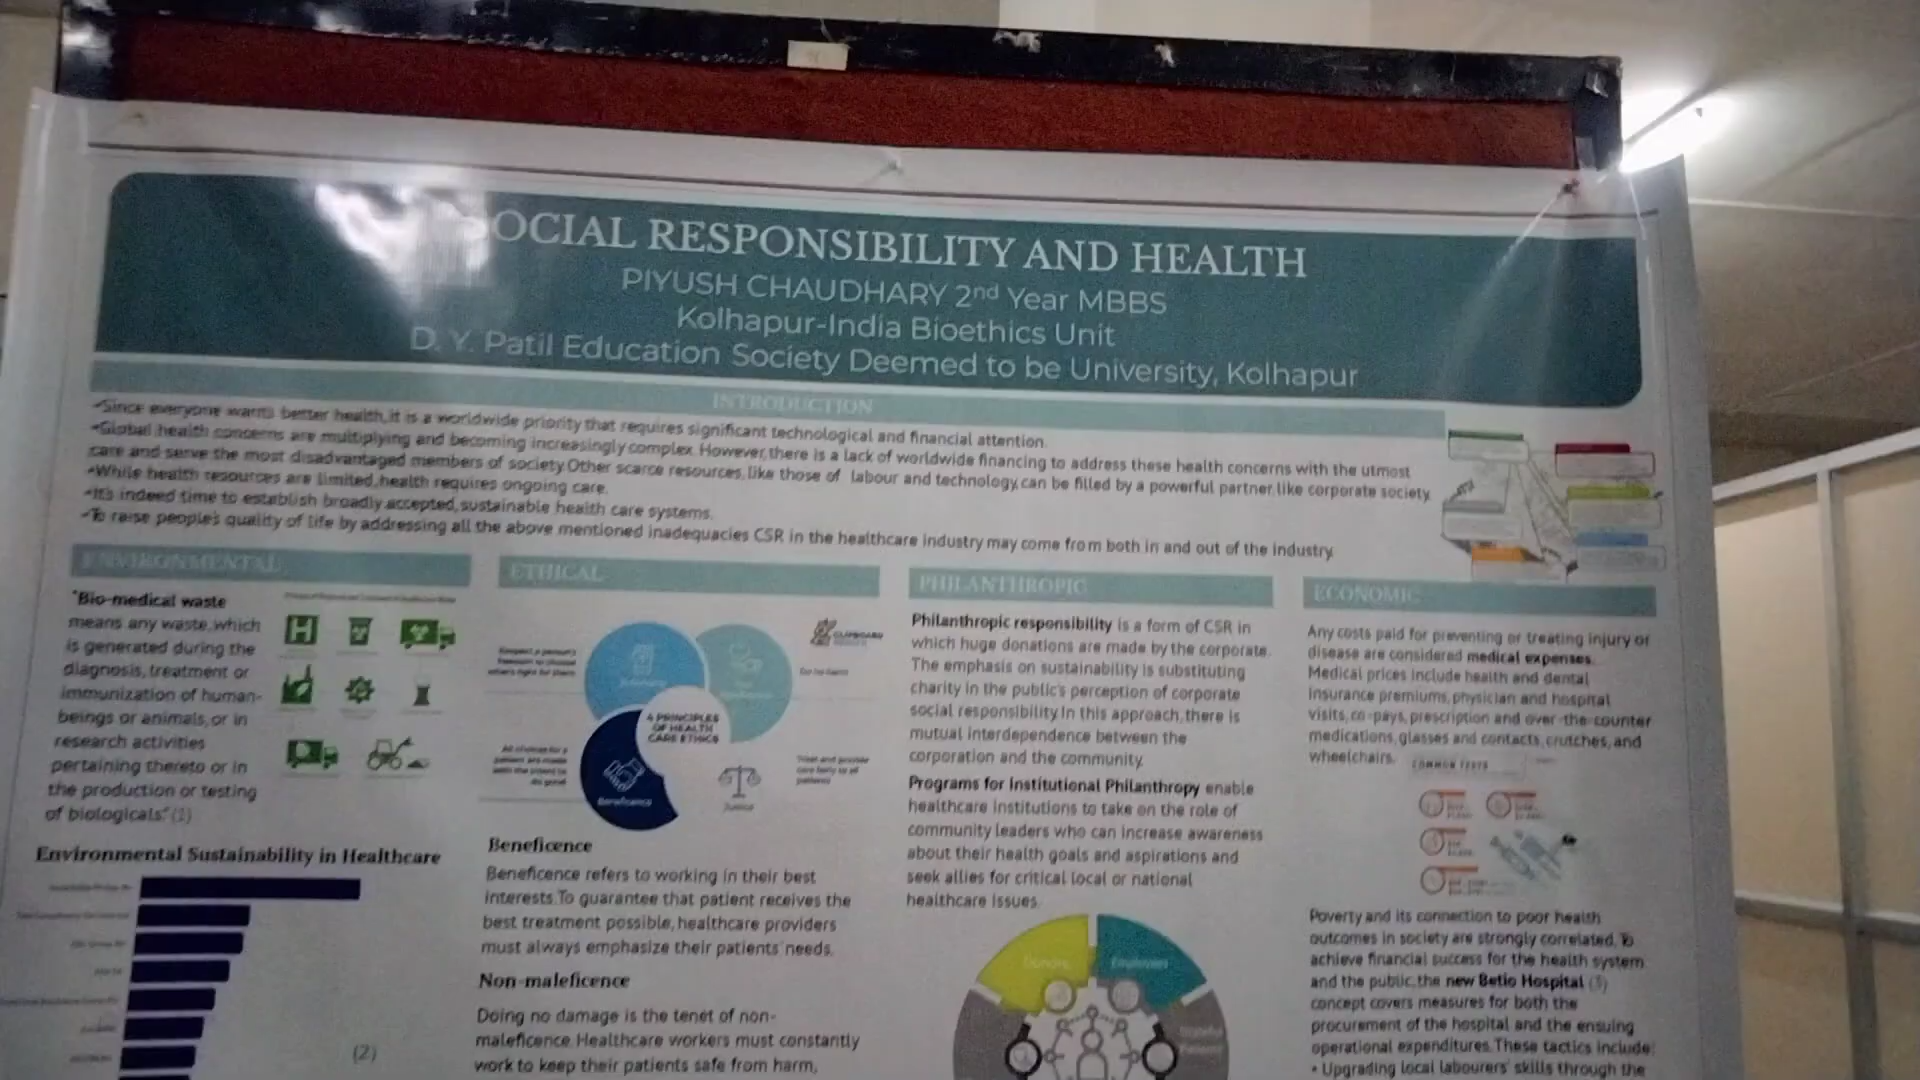 SOCIAL RESPONSIBILITY AND HEALTH
PIYUSH CHAUDHARY 2nd Year MBBS
Kolhapur-India Bioethics Unit
D. Y. Patil Education Society Deemed to be University, Kolhapur
INTRODUCTION
•Since everyone wants better health,it is a worldwide priority that requires significant technological and financial attention.
•Global health concerns are multiplying and becoming increasingly complex. However,there is a lack of worldwide financing to address these health concerns with the utmost
care and serve the most disadvantaged members of society.Other scarce resources, like those of labour and technology,can be filled by a powerful partner like corporate society.
•While health resources are limited,health requires ongoing care.
•It's indeed time to establish broadly accepted,sustainable health care systems.
•To raise people's quality of life by addressing all the above mentioned inadequacies CSR in the healthcare industry may come from both in and out of the industry.
ENVIRONMENTAL
"Bio-medical waste
means any waste,which
is generated during the
diagnosis,treatment or
immunization of human-
beings or animals,or in
research activities
pertaining thereto or in
the production or testing
of biologicals." (1)
Environmental Sustainability in Healthcare
(2)
ETHICAL
4 PRINCIPLES
OF HEALTH
CARE ETHICS
Beneficence
Justice
Beneficence
Beneficence refers to working in their best
interests.To guarantee that patient receives the
best treatment possible,healthcare providers
must always emphasize their patients' needs.
Non-maleficence
Doing no damage is the tenet of non-
maleficence.Healthcare workers must constantly
work to keep their patients safe from harm,
PHILANTHROPIC
Philanthropic responsibility is a form of CSR in
which huge donations are made by the corporate.
The emphasis on sustainability is substituting
charity in the public's perception of corporate
social responsibility.In this approach,there is
mutual interdependence between the
corporation and the community.
Programs for Institutional Philanthropy enable
healthcare institutions to take on the role of
community leaders who can increase awareness
about their health goals and aspirations and
seek allies for critical local or national
healthcare issues.
Donors
Employees
ECONOMIC
Any costs paid for preventing or treating injury or
disease are considered medical expenses.
Medical prices include health and dental
insurance premiums,physician and hospital
visits,co-pays,prescription and over-the-counter
medications,glasses and contacts,crutches,and
wheelchairs.
COMMON TESTS
Poverty and its connection to poor health
outcomes in society are strongly correlated. To
achieve financial success for the health system
and the public,the new Betio Hospital (3)
concept covers measures for both the
procurement of the hospital and the ensuing
operational expenditures.These tactics include:
• Upgrading local labourers' skills through the